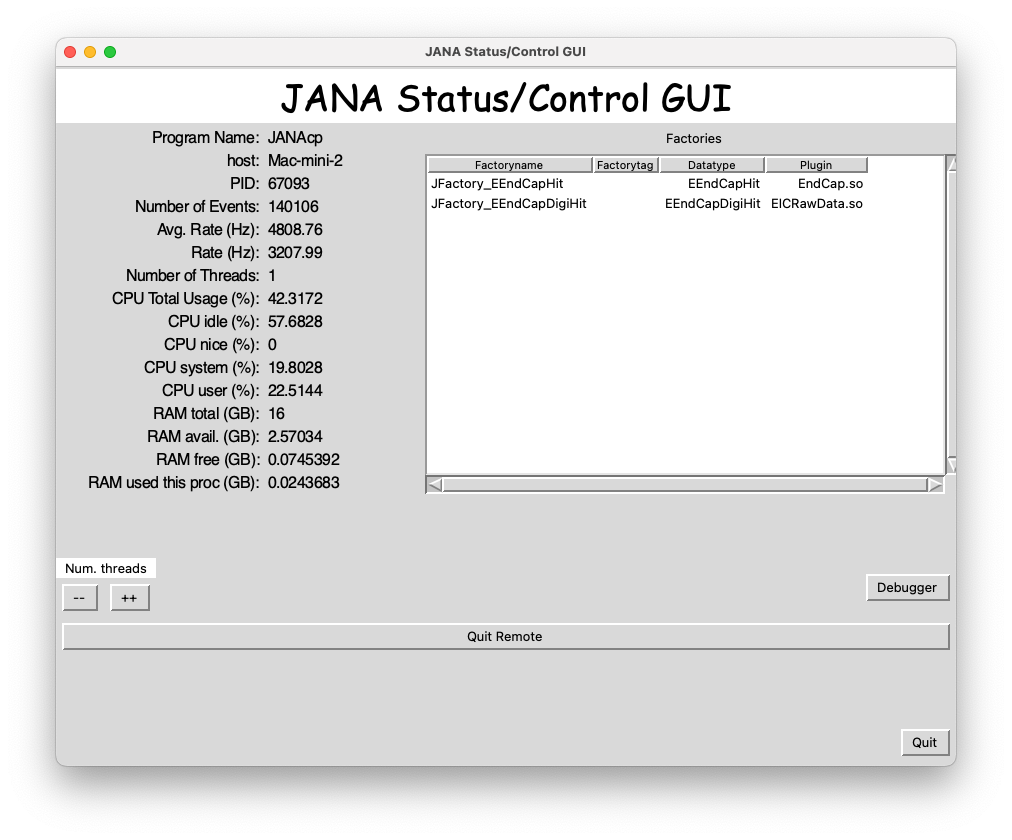 JANA Status/Control GUI
JANA Status/Control GUI
Program Name: JANAcp
host: Mac-mini-2
PID: 67093
Number of Events: 140106
Avg. Rate (Hz): 4808.76
Rate (Hz): 3207.99
Number of Threads: 1
CPU Total Usage (%): 42.3172
CPU idle (%): 57.6828
CPU nice (%): 0
CPU system (%): 19.8028
CPU user (%): 22.5144
RAM total (GB): 16
RAM avail. (GB): 2.57034
RAM free (GB): 0.0745392
RAM used this proc (GB): 0.0243683
Factories
Factoryname Factorytag Datatype Plugin
JFactory_EEndCapHit EEndCapHit EndCap.so
JFactory_EEndCapDigiHit EEndCapDigiHit EICRawData.so
Num. threads
-- ++
Debugger
Quit Remote
Quit